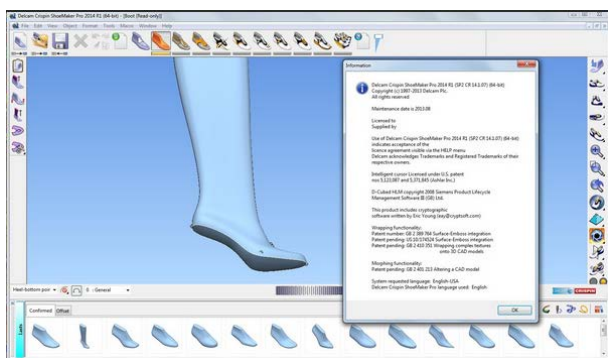 Delcam Crispin ShoeMaker Pro 2014 R1 (64-bit) - [Boot [Read-only]]
File Edit View Object Format Tools Macro Window Help
Information
Delcam Crispin ShoeMaker Pro 2014 R1 (SP2 CR 14.1.07) (64-bit)
Copyright (c) 1997-2013 Delcam Plc.
All rights reserved
Maintenance date is 2013.08
Licensed to
Supplied by
Use of Delcam Crispin ShoeMaker Pro 2014 R1 (SP2 CR 14.1.07) (64-bit)
indicates acceptance of the
licence agreement visible via the HELP menu.
Delcam acknowledges Trademarks and Registered Trademarks of their
respective owners.
Intelligent cursor Licensed under U.S. patent
nos 5,123,087 and 5,371,845 (Ashlar Inc.)
D-Cubed HLM copyright 2008 Siemens Product Lifecycle
Management Software III (GB) Ltd.
This product includes cryptographic
software written by Eric Young (eay@cryptsoft.com)
Wrapping functionality:
Patent number: GB 2 389 764 Surface-Emboss integration
Patent pending: US 10/174524 Surface-Emboss integration
Patent pending: GB 2 410 351 Wrapping complex textures
onto 3D CAD models
Morphing functionality:
Patent pending: GB 2 401 213 Altering a CAD model
System requested language: English-USA
Delcam Crispin ShoeMaker Pro language used: English
OK
Heel bottom point
0 -General
CRISPIN
Confirmed Offset
Lasts